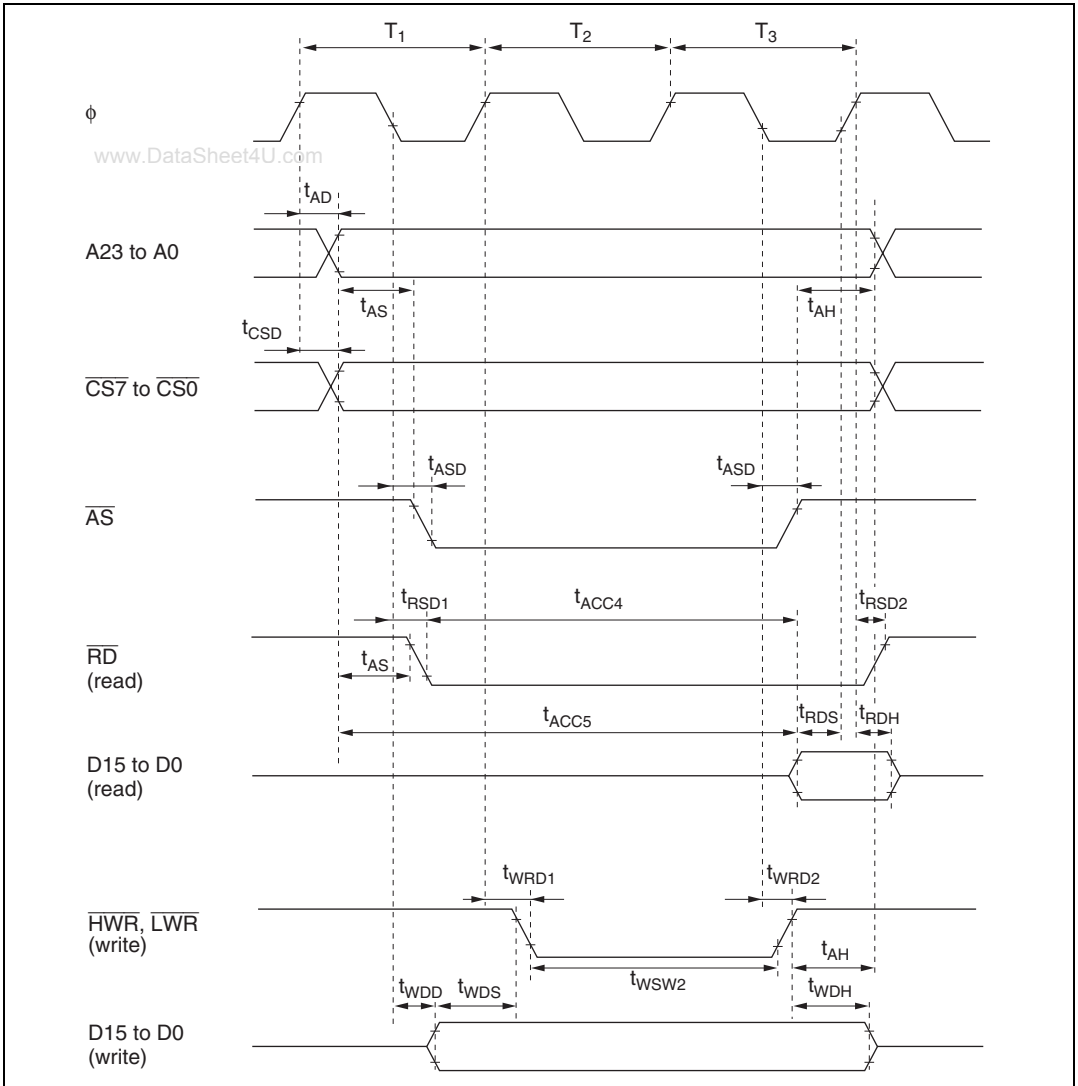 T1 T2 T3
φ
www.DataSheet4U.com
tAD
A23 to A0
tAS tAH
tCSD
CS7 to CS0
tASD tASD
AS
tRSD1 tACC4 tRSD2
RD
(read)
tAS
tACC5 tRDS tRDH
D15 to D0
(read)
tWRD1 tWRD2
HWR, LWR
(write)
tAH
tWSW2
tWDD tWDS tWDH
D15 to D0
(write)